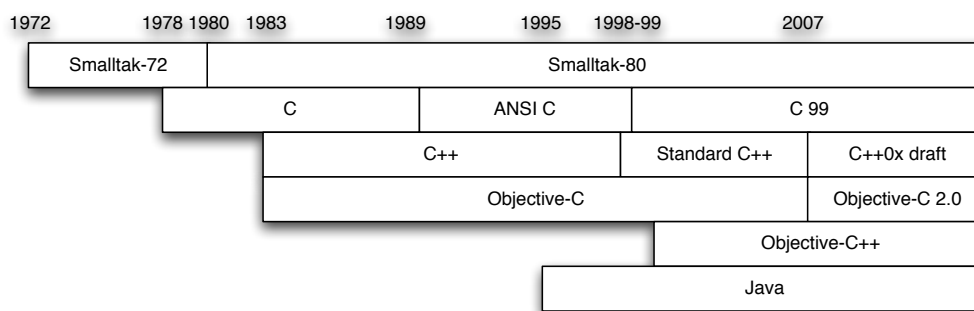 1972 1978 1980 1983 1989 1995 1998-99 2007
Smalltak-72 Smalltak-80
C ANSI C C 99
C++ Standard C++ C++0x draft
Objective-C Objective-C 2.0
Objective-C++
Java